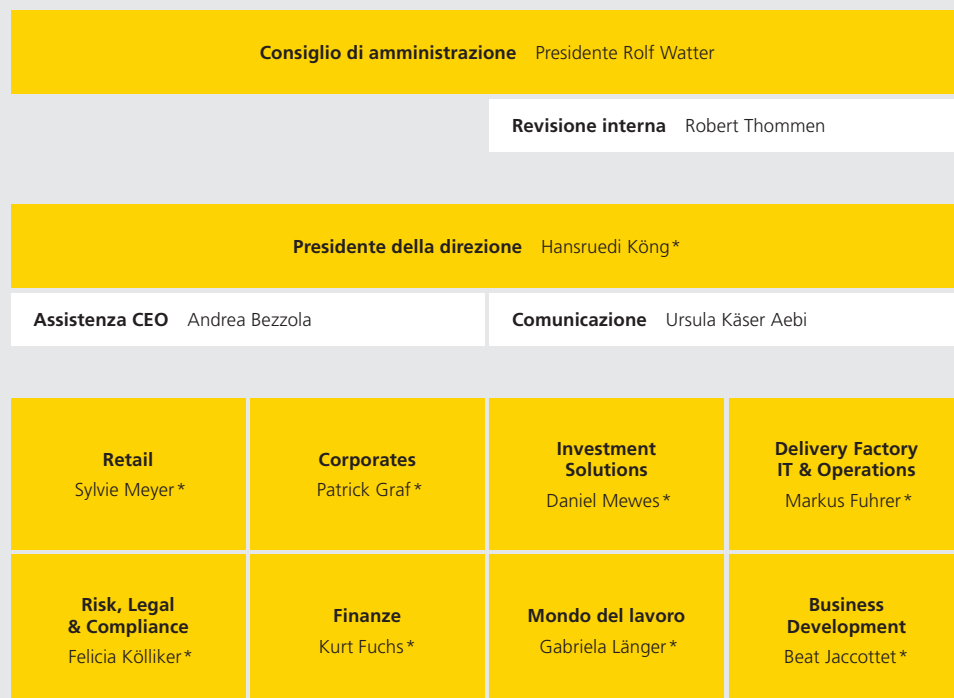 Consiglio di amministrazione Presidente Rolf Watter
Revisione interna Robert Thommen
Presidente della direzione Hansruedi Köng*
Assistenza CEO Andrea Bezzola
Comunicazione Ursula Käser Aebi
Retail
Sylvie Meyer*
Corporates
Patrick Graf*
Investment
Solutions
Daniel Mewes*
Delivery Factory
IT & Operations
Markus Fuhrer*
Risk, Legal
& Compliance
Felicia Kölliker*
Finanze
Kurt Fuchs*
Mondo del lavoro
Gabriela Länger*
Business
Development
Beat Jaccottet*